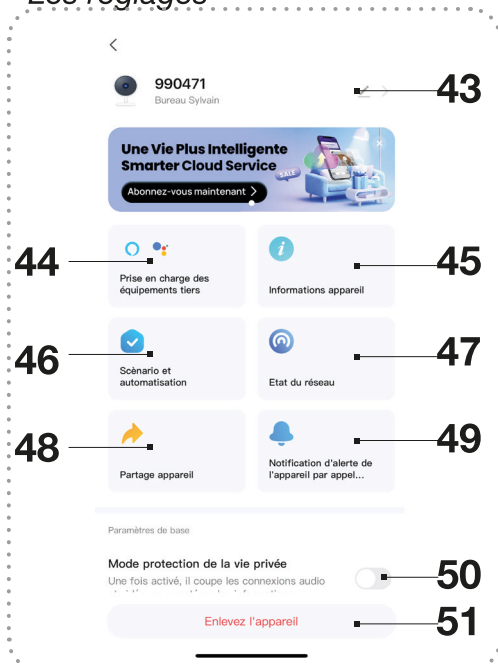 Les réglages
990471
Bureau Sylvain
43
Une Vie Plus Intelligente
Smarter Cloud Service
SALE
Abonnez-vous maintenant
44
Prise en charge des
équipements tiers
45
Informations appareil
46
Scènario et
automatisation
47
Etat du réseau
48
Partage appareil
49
Notification d'alerte de
l'appareil par appel...
Paramètres de base
Mode protection de la vie privée
Une fois activé, il coupe les connexions audio
50
Enlevez l'appareil
51